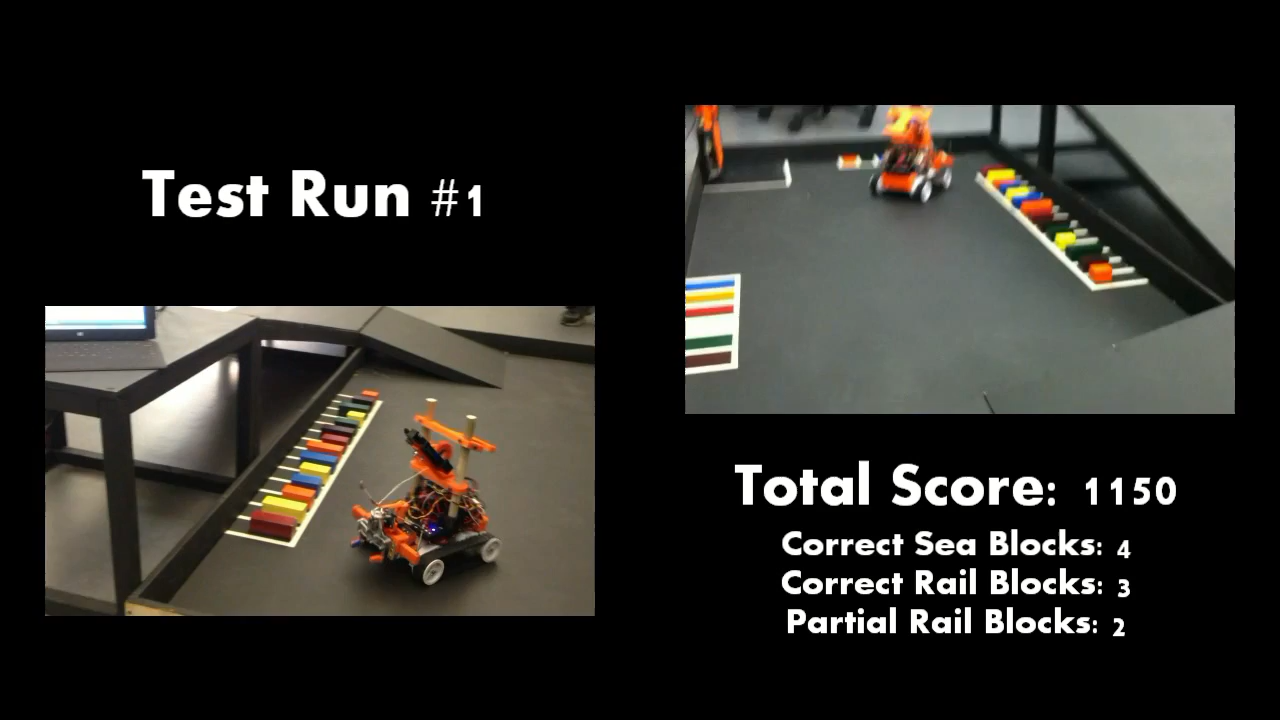 Test Run #1
Total Score: 1150
Correct Sea Blocks: 4
Correct Rail Blocks: 3
Partial Rail Blocks: 2